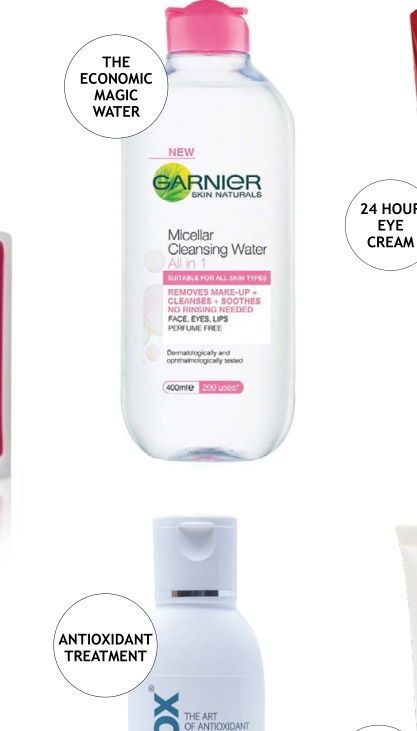 THE
ECONOMIC
MAGIC
WATER
NEW
GARNIER
SKIN NATURALS
Micellar
Cleansing Water
All in 1
SUITABLE FOR ALL SKIN TYPES
REMOVES MAKE-UP +
CLEANSES + SOOTHES
NO RINSING NEEDED
FACE, EYES, LIPS
PERFUME FREE
Dermatologically and
ophthalmologically tested
400ml℮ 200 uses*
24 HOUR
EYE
CREAM
ANTIOXIDANT
TREATMENT
®
OX
THE ART
OF ANTIOXIDANT